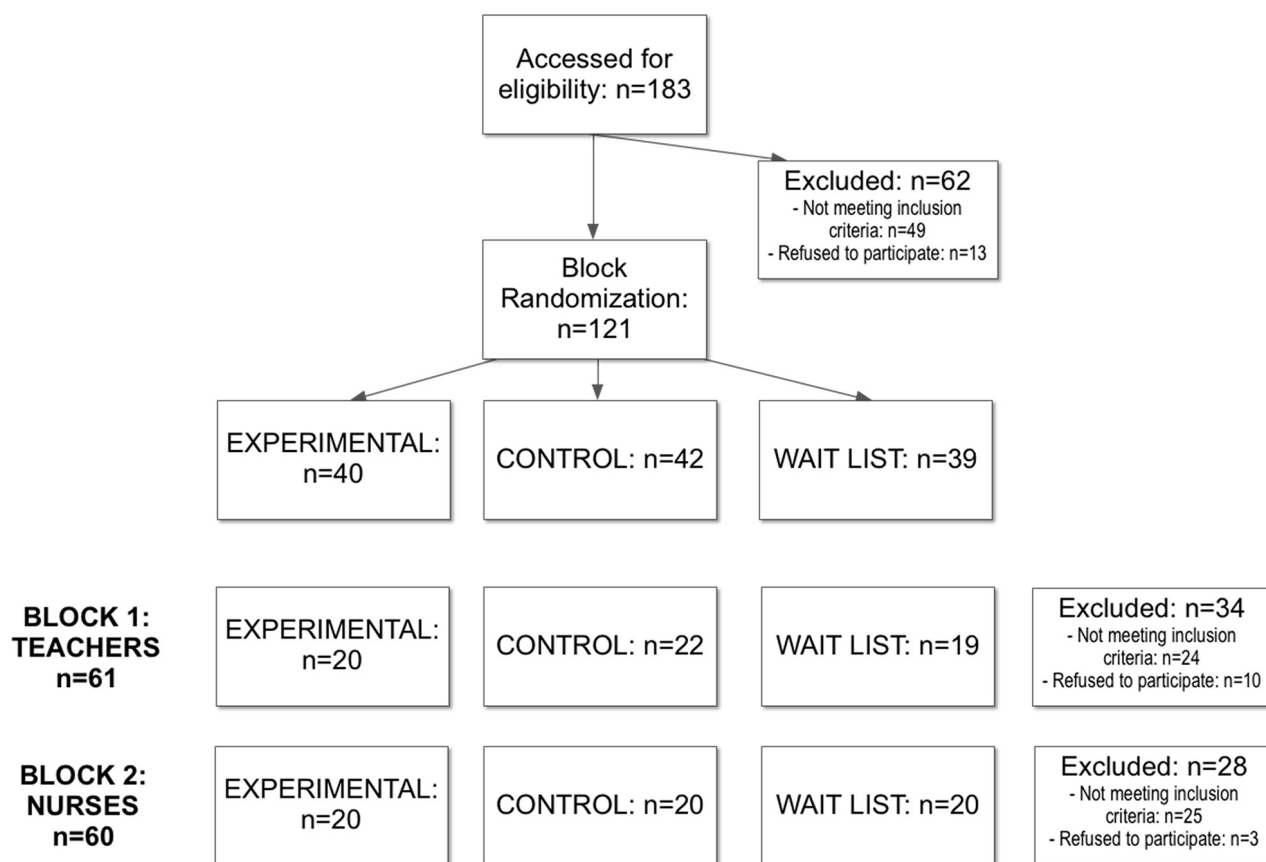 Accessed for
eligibility: n=183
Excluded: n=62
- Not meeting inclusion
criteria: n=49
- Refused to participate: n=13
Block
Randomization:
n=121
EXPERIMENTAL:
n=40
CONTROL: n=42
WAIT LIST: n=39
BLOCK 1:
TEACHERS
n=61
EXPERIMENTAL:
n=20
CONTROL: n=22
WAIT LIST: n=19
Excluded: n=34
- Not meeting inclusion
criteria: n=24
- Refused to participate: n=10
BLOCK 2:
NURSES
n=60
EXPERIMENTAL:
n=20
CONTROL: n=20
WAIT LIST: n=20
Excluded: n=28
- Not meeting inclusion
criteria: n=25
- Refused to participate: n=3